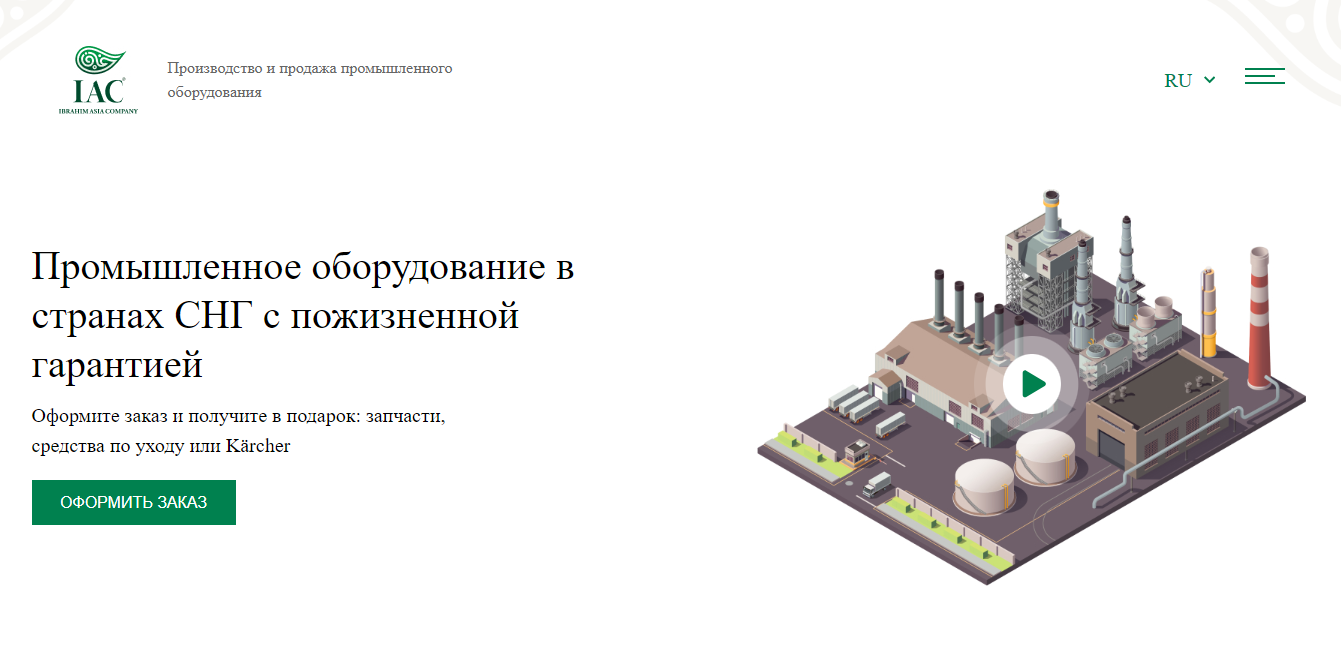 IAC
IBRAHIM ASIA COMPANY
Производство и продажа промышленного
оборудования
RU
Промышленное оборудование в
странах СНГ с пожизненной
гарантией
Оформите заказ и получите в подарок: запчасти,
средства по уходу или Kärcher
ОФОРМИТЬ ЗАКАЗ